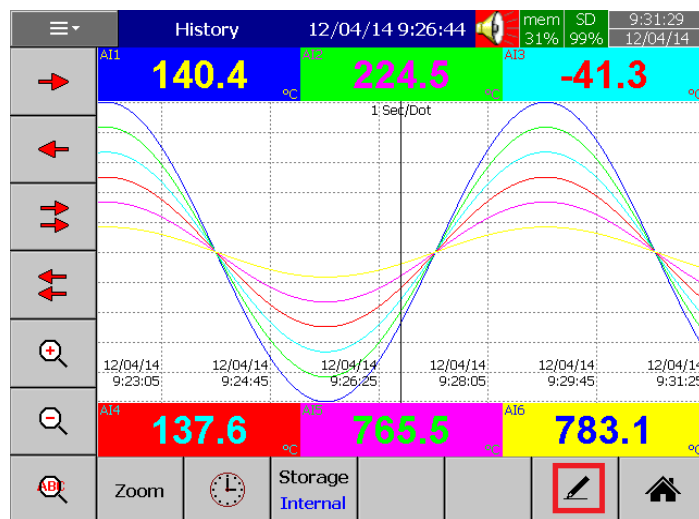 History 12/04/14 9:26:44 mem 31% SD 99% 9:31:29 12/04/14
AI1 140.4 °C AI2 224.5 °C AI3 -41.3 °C
1 Sec/Dot
12/04/14 12/04/14 12/04/14 12/04/14 12/04/14 12/04/14
9:23:05 9:24:45 9:26:25 9:28:05 9:29:45 9:31:25
AI4 137.6 °C AI5 765.5 °C AI6 783.1 °C
ABC Zoom Storage
Internal